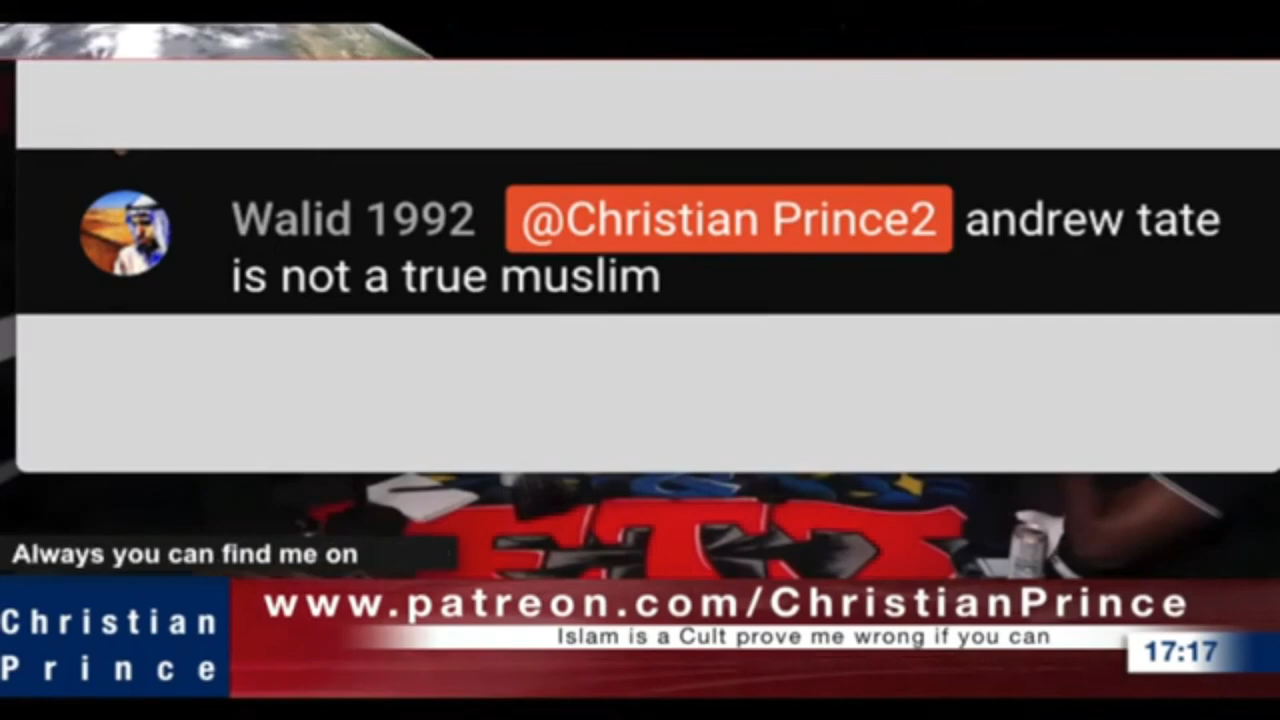 Walid 1992 @Christian Prince2 andrew tate
is not a true muslim
Always you can find me on
www.patreon.com/ChristianPrince
Islam is a Cult prove me wrong if you can
Christian
Prince
17:17